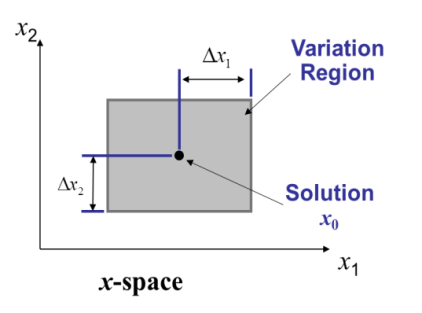 x₂
Δx₁
Variation
Region
Δx₂
Solution
x₀
x₁
x-space